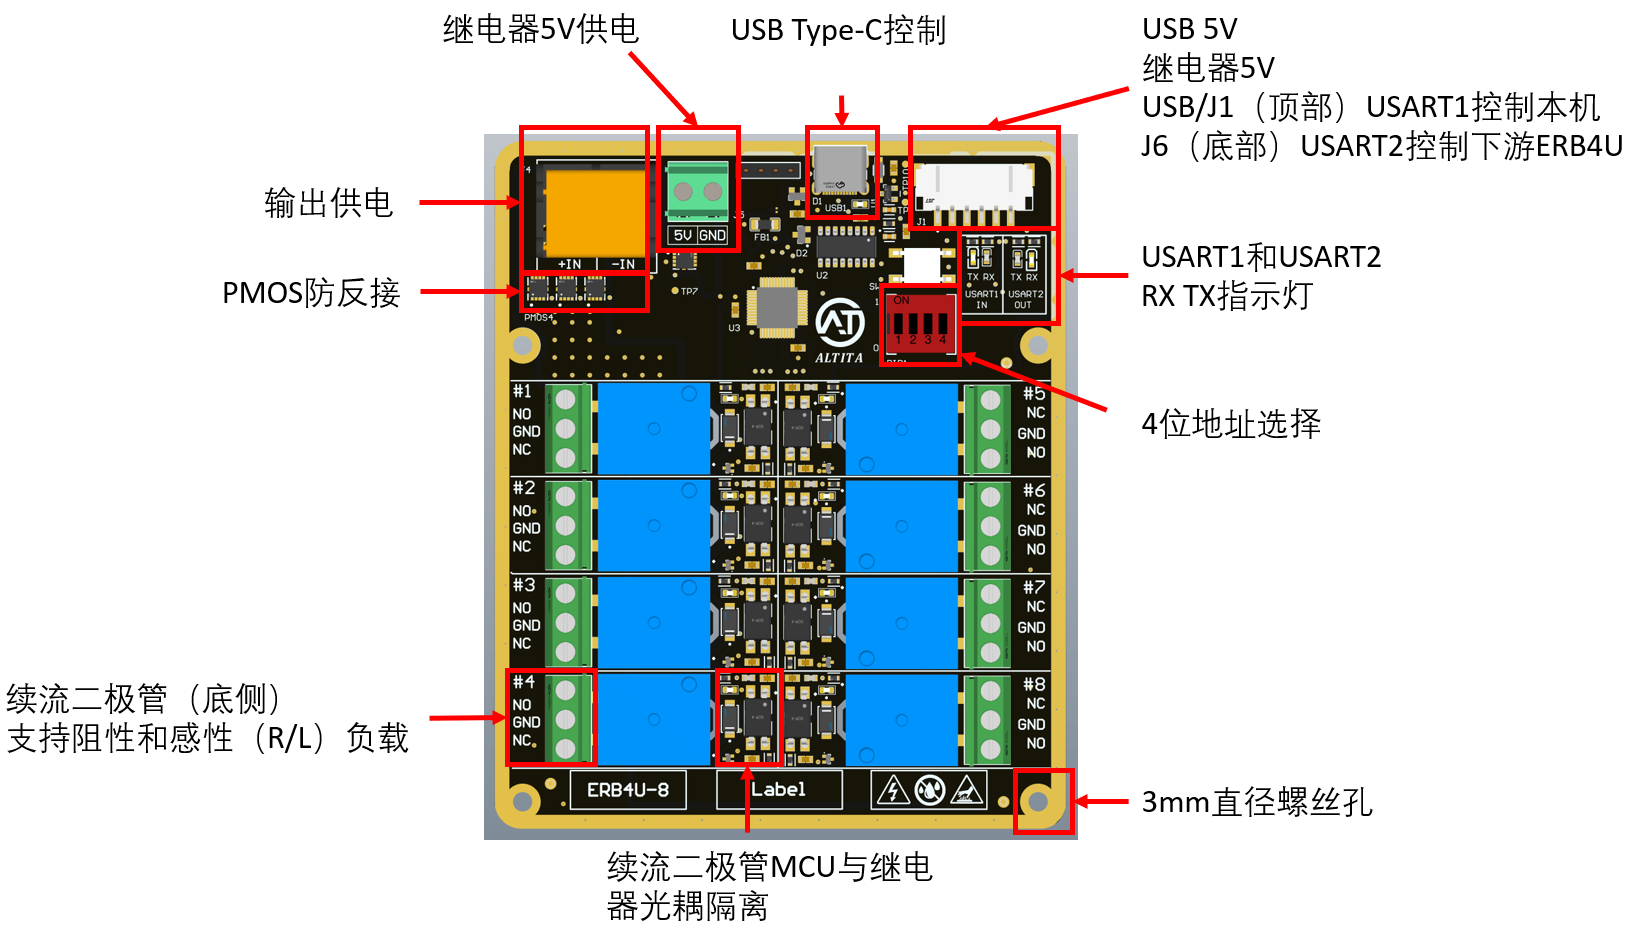 继电器5V供电
USB Type-C控制
USB 5V
继电器5V
USB/J1（顶部）USART1控制本机
J6（底部）USART2控制下游ERB4U
输出供电
PMOS防反接
USART1和USART2
RX TX指示灯
4位地址选择
续流二极管（底侧）
支持阻性和感性（R/L）负载
3mm直径螺丝孔
续流二极管MCU与继电
器光耦隔离
+IN
-IN
PMOS4
5V
GND
TP7
FB1
D1
USB1
D2
U2
U3
J1
TX RX
TX RX
USART1
IN
USART2
OUT
ON
1 2 3 4
AT
ALTITA
#1
NO
GND
NC
#2
NO
GND
NC
#3
NO
GND
NC
#4
NO
GND
NC
#5
NC
GND
NO
#6
NC
GND
NO
#7
NC
GND
NO
#8
NC
GND
NO
ERB4U-8
Label